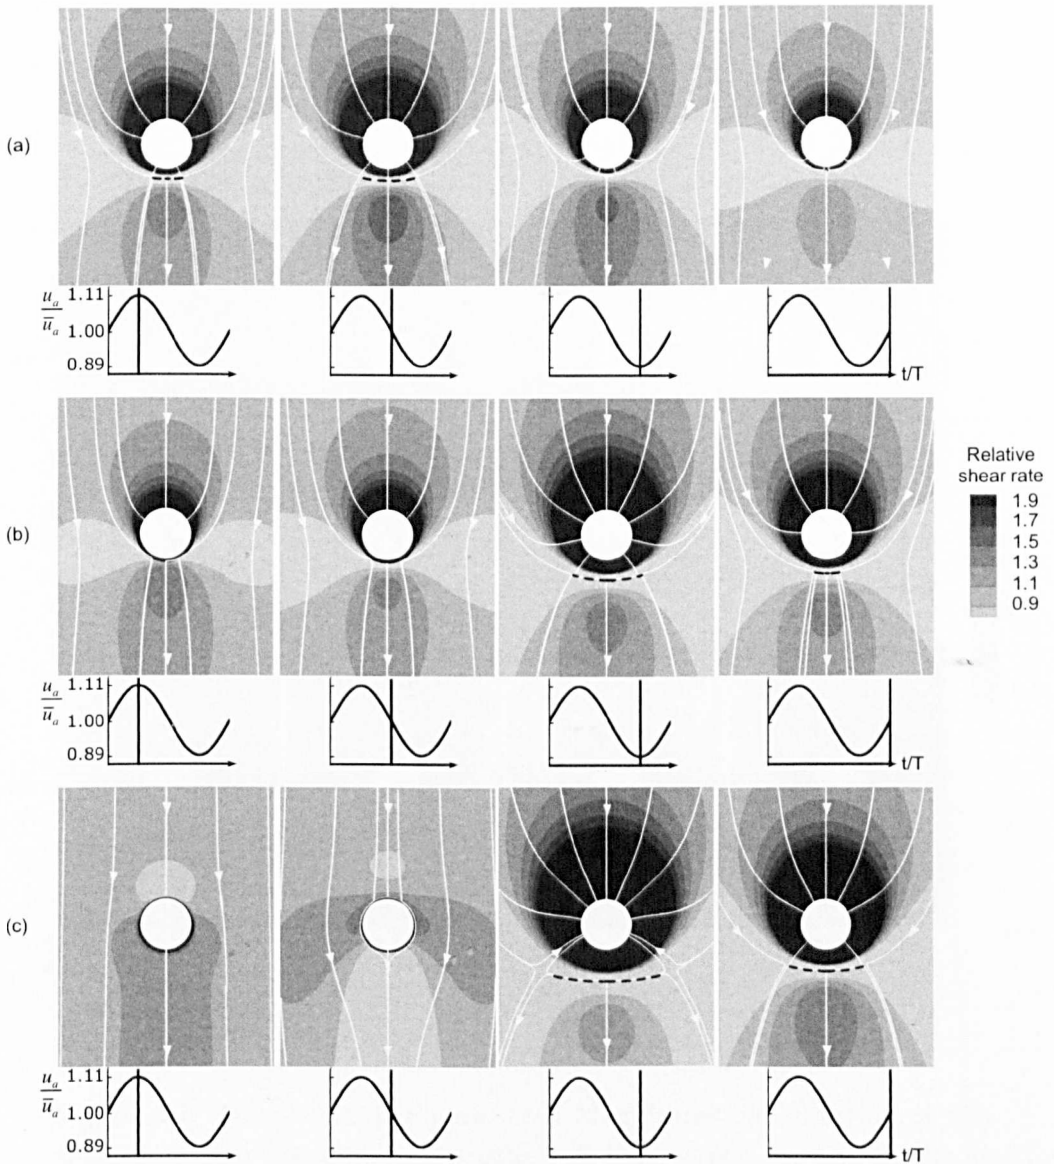 (a)
u_a / ū_a
1.11
1.00
0.89
t/T
(b)
Relative
shear rate
1.9
1.7
1.5
1.3
1.1
0.9
u_a / ū_a
1.11
1.00
0.89
t/T
(c)
u_a / ū_a
1.11
1.00
0.89
t/T